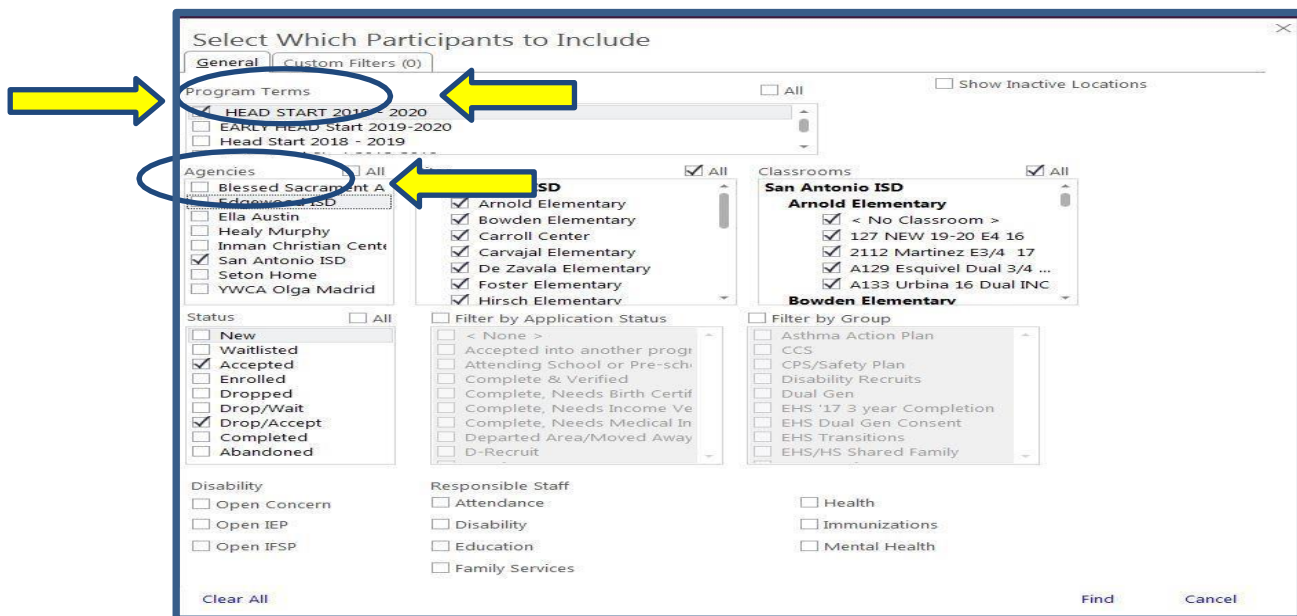 Select Which Participants to Include
General Custom Filters (0)
Program Terms All Show Inactive Locations
HEAD START 2019 - 2020
EARLY HEAD Start 2019-2020
Head Start 2018 - 2019
Agencies All All Classrooms All
Blessed Sacrament A
Edgewood ISD
Ella Austin
Healy Murphy
Inman Christian Cente
San Antonio ISD
Seton Home
YWCA Olga Madrid
Arnold Elementary
Bowden Elementary
Carroll Center
Carvajal Elementary
De Zavala Elementary
Foster Elementary
Hirsch Elementary
San Antonio ISD
Arnold Elementary
< No Classroom >
127 NEW 19-20 E4 16
2112 Martinez E3/4 17
A129 Esquivel Dual 3/4 ...
A133 Urbina 16 Dual INC
Bowden Elementary
Status All
New
Waitlisted
Accepted
Enrolled
Dropped
Drop/Wait
Drop/Accept
Completed
Abandoned
Filter by Application Status
< None >
Accepted into another progr
Attending School or Pre-sch
Complete & Verified
Complete, Needs Birth Certif
Complete, Needs Income Ve
Complete, Needs Medical In
Departed Area/Moved Away
D-Recruit
Filter by Group
Asthma Action Plan
CCS
CPS/Safety Plan
Disability Recruits
Dual Gen
EHS '17 3 year Completion
EHS Dual Gen Consent
EHS Transitions
EHS/HS Shared Family
Disability
Open Concern
Open IEP
Open IFSP
Responsible Staff
Attendance
Disability
Education
Family Services
Health
Immunizations
Mental Health
Clear All Find Cancel